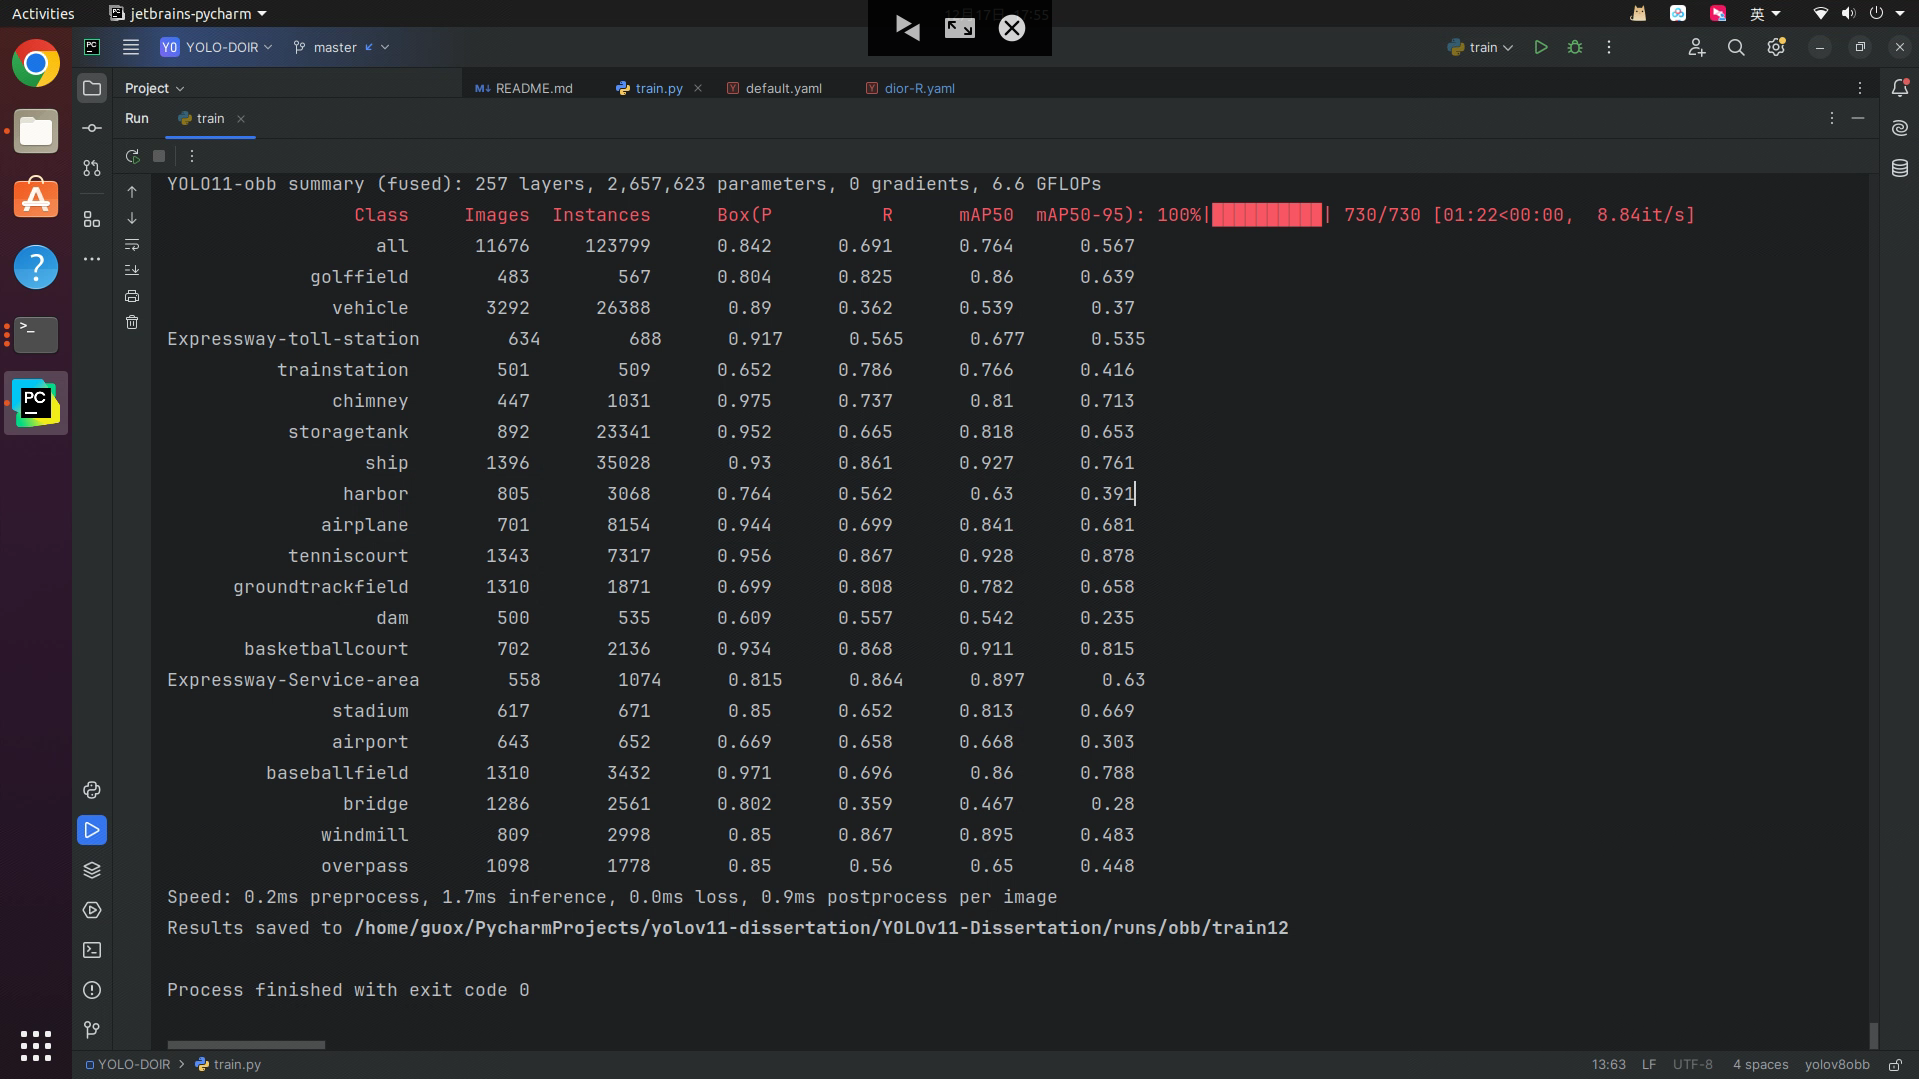 Activities jetbrains-pycharm 英
YO YOLO-DOIR master train
Project README.md train.py default.yaml dior-R.yaml
Run train
YOLO11-obb summary (fused): 257 layers, 2,657,623 parameters, 0 gradients, 6.6 GFLOPs
Class Images Instances Box(P R mAP50 mAP50-95): 100%|██████████| 730/730 [01:22<00:00, 8.84it/s]
all 11676 123799 0.842 0.691 0.764 0.567
golffield 483 567 0.804 0.825 0.86 0.639
vehicle 3292 26388 0.89 0.362 0.539 0.37
Expressway-toll-station 634 688 0.917 0.565 0.677 0.535
trainstation 501 509 0.652 0.786 0.766 0.416
chimney 447 1031 0.975 0.737 0.81 0.713
storagetank 892 23341 0.952 0.665 0.818 0.653
ship 1396 35028 0.93 0.861 0.927 0.761
harbor 805 3068 0.764 0.562 0.63 0.391
airplane 701 8154 0.944 0.699 0.841 0.681
tenniscourt 1343 7317 0.956 0.867 0.928 0.878
groundtrackfield 1310 1871 0.699 0.808 0.782 0.658
dam 500 535 0.609 0.557 0.542 0.235
basketballcourt 702 2136 0.934 0.868 0.911 0.815
Expressway-Service-area 558 1074 0.815 0.864 0.897 0.63
stadium 617 671 0.85 0.652 0.813 0.669
airport 643 652 0.669 0.658 0.668 0.303
baseballfield 1310 3432 0.971 0.696 0.86 0.788
bridge 1286 2561 0.802 0.359 0.467 0.28
windmill 809 2998 0.85 0.867 0.895 0.483
overpass 1098 1778 0.85 0.56 0.65 0.448
Speed: 0.2ms preprocess, 1.7ms inference, 0.0ms loss, 0.9ms postprocess per image
Results saved to /home/guox/PycharmProjects/yolov11-dissertation/YOLOv11-Dissertation/runs/obb/train12
Process finished with exit code 0
YOLO-DOIR > train.py 13:63 LF UTF-8 4 spaces yolov8obb